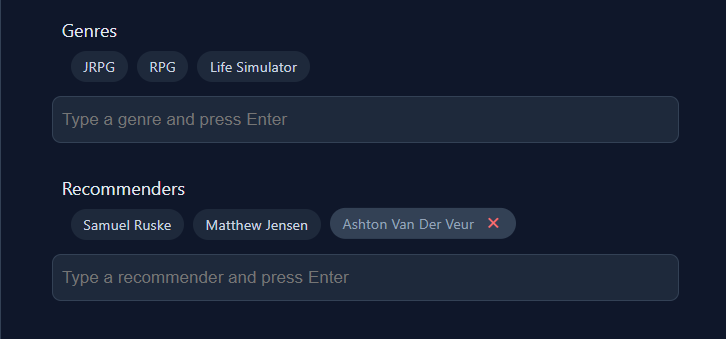 Genres
JRPG RPG Life Simulator
Type a genre and press Enter
Recommenders
Samuel Ruske Matthew Jensen Ashton Van Der Veur ✕
Type a recommender and press Enter